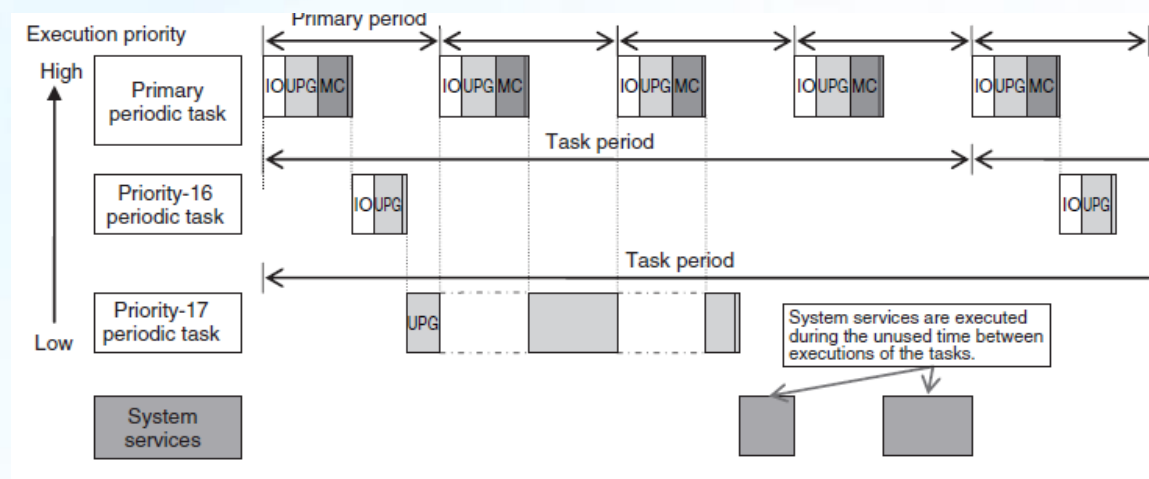 Primary period
Execution priority
High
Primary
periodic task
IO UPG MC
IO UPG MC
IO UPG MC
IO UPG MC
IO UPG MC
Task period
Priority-16
periodic task
IO UPG
IO UPG
Task period
Priority-17
periodic task
UPG
System services are executed
during the unused time between
executions of the tasks.
Low
System
services